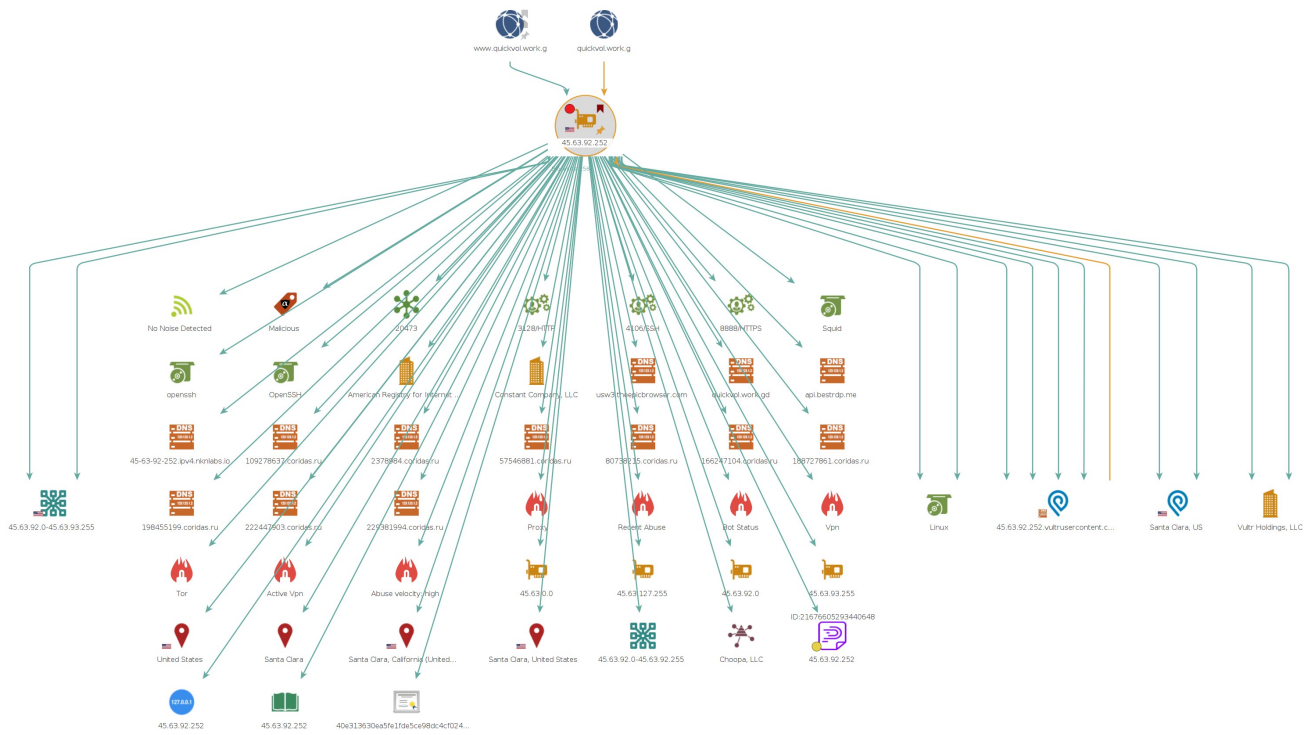 www.quickvol.work.g
quickvol.work.g
45.63.92.252
No Noise Detected
Malicious
20473
3128/HTTP
4106/SSH
8888/HTTPS
Squid
openssh
OpenSSH
American Registry for Internet ...
Constant Company, LLC
usw3.theepicbrowser.com
quickvol.work.gd
api.bestrdp.me
45-63-92-252.ipv4.nknlabs.io
109278637.coridas.ru
2378984.coridas.ru
57546881.coridas.ru
80738215.coridas.ru
166247104.coridas.ru
188727861.coridas.ru
45.63.92.0-45.63.93.255
198455199.coridas.ru
222447903.coridas.ru
229381994.coridas.ru
Proxy
Recent Abuse
Bot Status
Vpn
Linux
45.63.92.252.vultrusercontent.c...
Santa Clara, US
Vultr Holdings, LLC
Tor
Active Vpn
Abuse velocity: high
45.63.0.0
45.63.127.255
45.63.92.0
45.63.93.255
ID:21676605293440648
United States
Santa Clara
Santa Clara, California (United...
Santa Clara, United States
45.63.92.0-45.63.92.255
Choopa, LLC
45.63.92.252
127.0.0.1
45.63.92.252
45.63.92.252
40e313630ea5fe1fde5ce98dc4cf024...